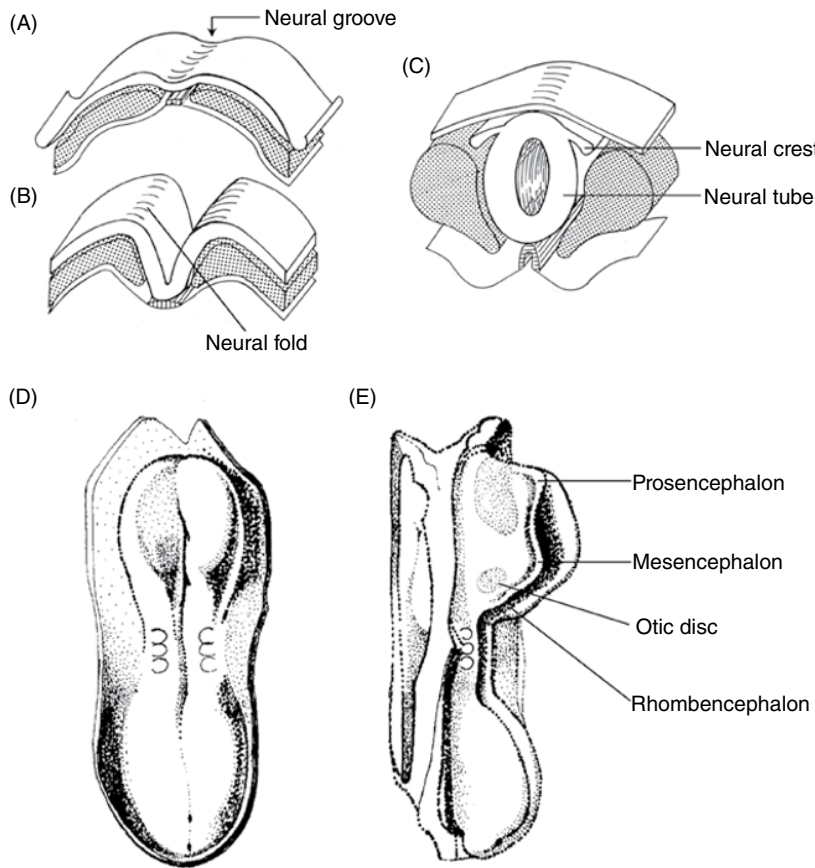 (A)
Neural groove
(B)
Neural fold
(C)
Neural crest
Neural tube
(D)
(E)
Prosencephalon
Mesencephalon
Otic disc
Rhombencephalon